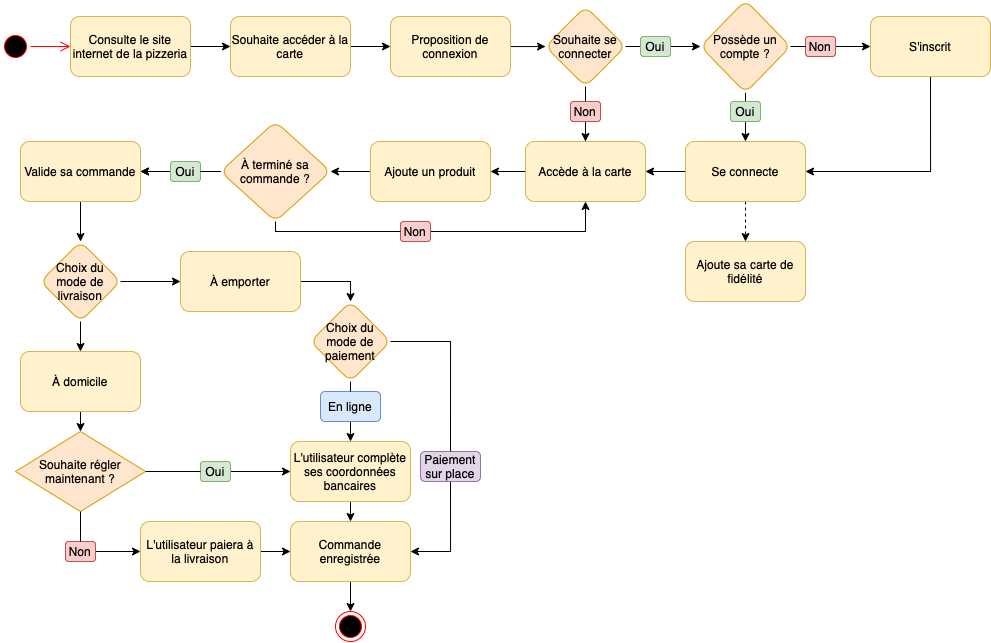 Consulte le site
internet de la pizzeria
Souhaite accéder à la
carte
Proposition de
connexion
Souhaite se
connecter
Oui
Possède un
compte ?
Non
S'inscrit
Non
Oui
Valide sa commande
Oui
À terminé sa
commande ?
Ajoute un produit
Accède à la carte
Se connecte
Non
Choix du
mode de
livraison
À emporter
Ajoute sa carte de
fidélité
Choix du
mode de
paiement
À domicile
En ligne
Souhaite régler
maintenant ?
Oui
L'utilisateur complète
ses coordonnées
bancaires
Paiement
sur place
Non
L'utilisateur paiera à
la livraison
Commande
enregistrée